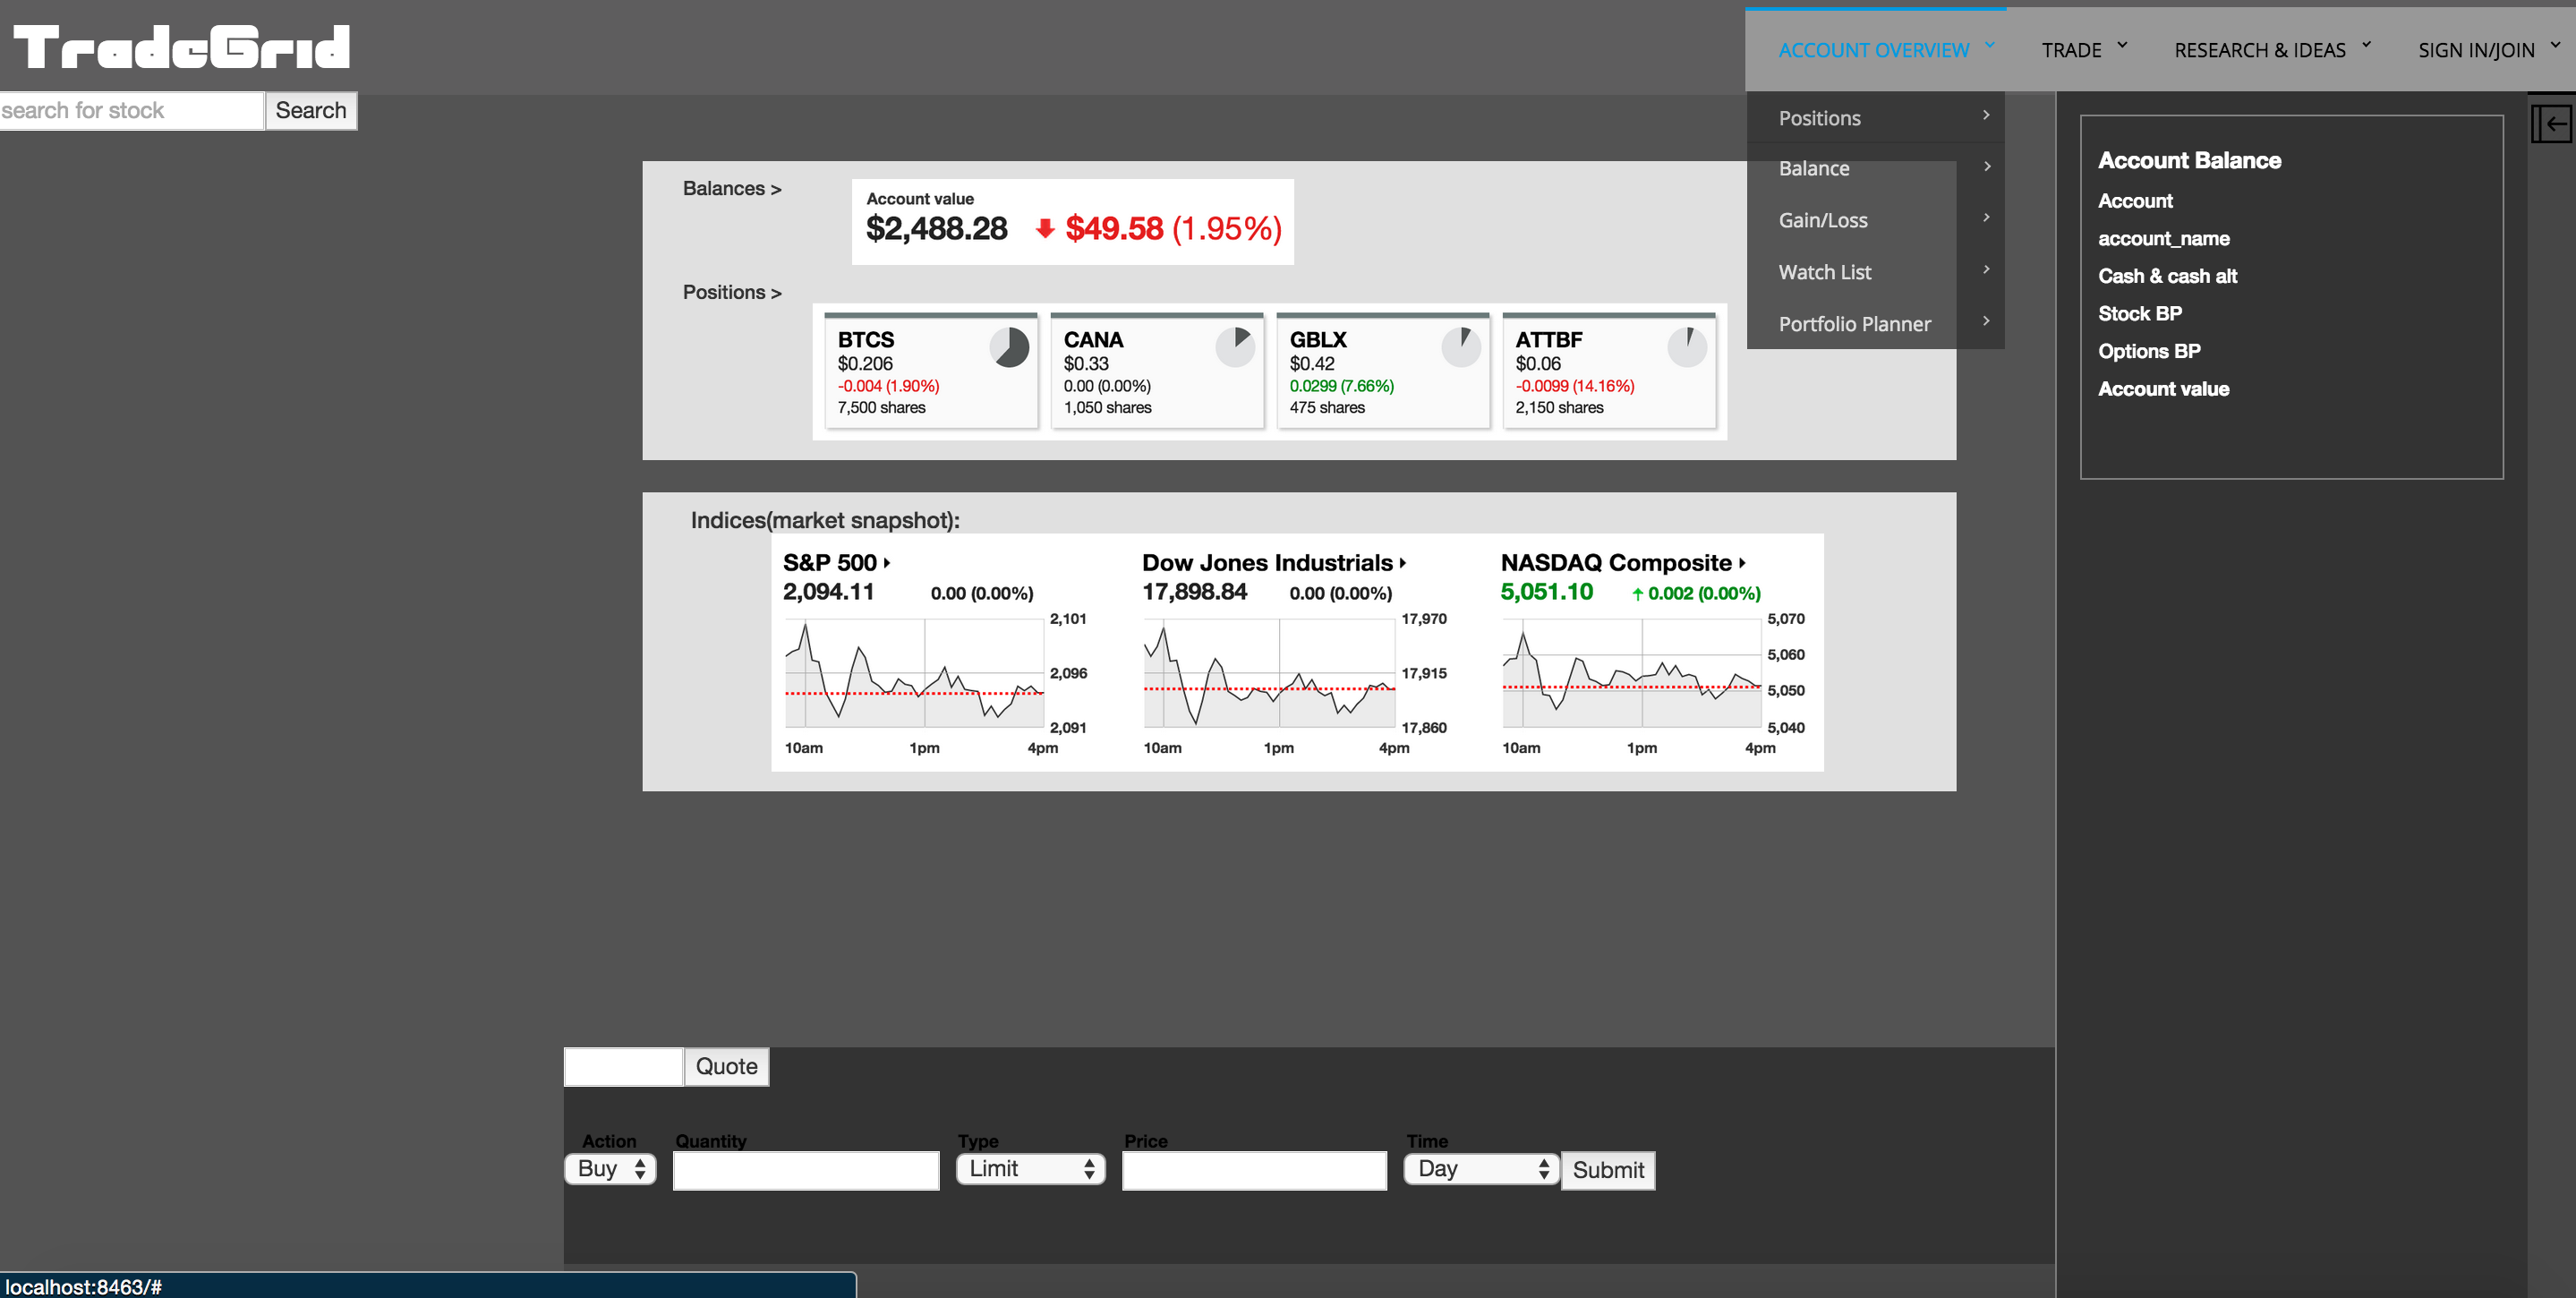 TradeGrid
ACCOUNT OVERVIEW TRADE RESEARCH & IDEAS SIGN IN/JOIN
search for stock Search
Positions
Balance
Gain/Loss
Watch List
Portfolio Planner
Balances >
Account value
$2,488.28 $49.58 (1.95%)
Positions >
BTCS
$0.206
-0.004 (1.90%)
7,500 shares
CANA
$0.33
0.00 (0.00%)
1,050 shares
GBLX
$0.42
0.0299 (7.66%)
475 shares
ATTBF
$0.06
-0.0099 (14.16%)
2,150 shares
Account Balance
Account
account_name
Cash & cash alt
Stock BP
Options BP
Account value
Indices(market snapshot):
S&P 500
2,094.11 0.00 (0.00%)
2,101
2,096
2,091
10am 1pm 4pm
Dow Jones Industrials
17,898.84 0.00 (0.00%)
17,970
17,915
17,860
10am 1pm 4pm
NASDAQ Composite
5,051.10 0.002 (0.00%)
5,070
5,060
5,050
5,040
10am 1pm 4pm
Quote
Action Quantity Type Price Time
Buy Limit Day Submit
localhost:8463/#